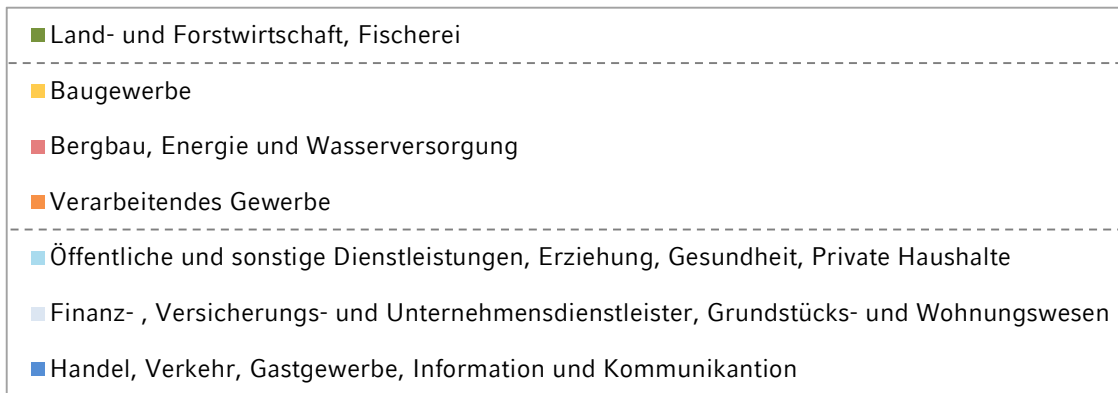 Land- und Forstwirtschaft, Fischerei
Baugewerbe
Bergbau, Energie und Wasserversorgung
Verarbeitendes Gewerbe
Öffentliche und sonstige Dienstleistungen, Erziehung, Gesundheit, Private Haushalte
Finanz- , Versicherungs- und Unternehmensdienstleister, Grundstücks- und Wohnungswesen
Handel, Verkehr, Gastgewerbe, Information und Kommunikantion